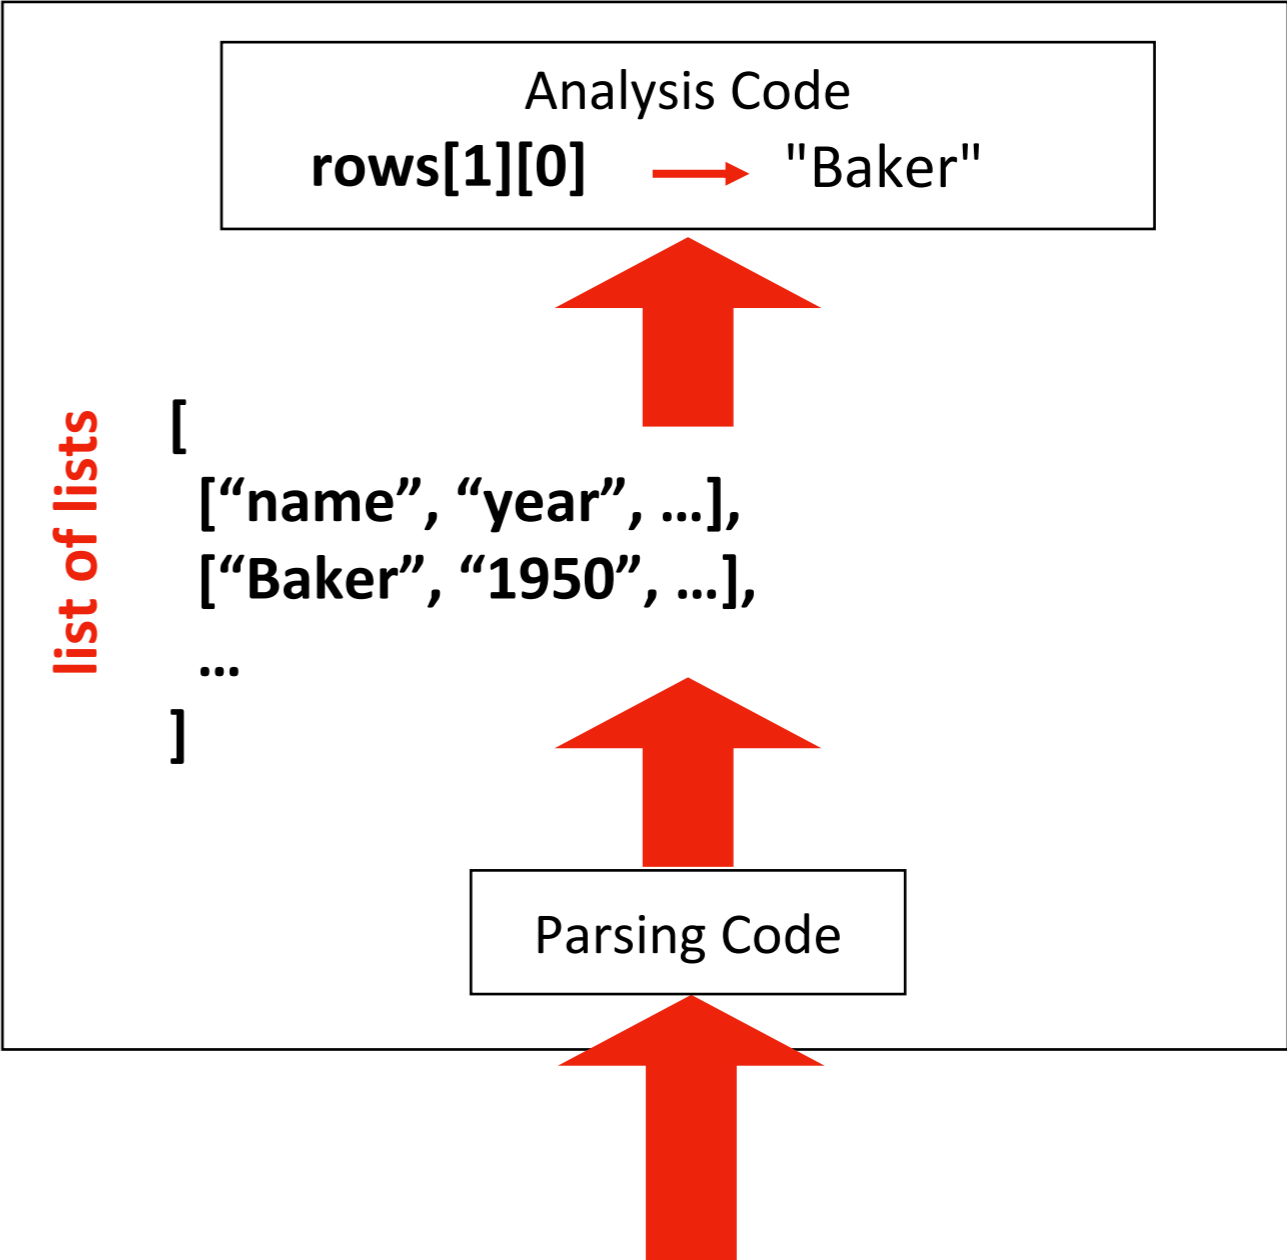 Analysis Code
rows[1][0] "Baker"
list of lists
[
[“name”, “year”, …],
[“Baker”, “1950”, …],
…
]
Parsing Code